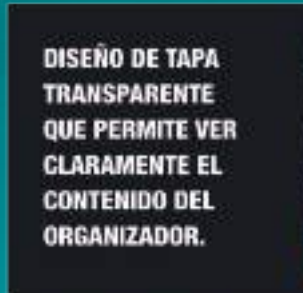 DISEÑO DE TAPA
TRANSPARENTE
QUE PERMITE VER
CLARAMENTE EL
CONTENIDO DEL
ORGANIZADOR.